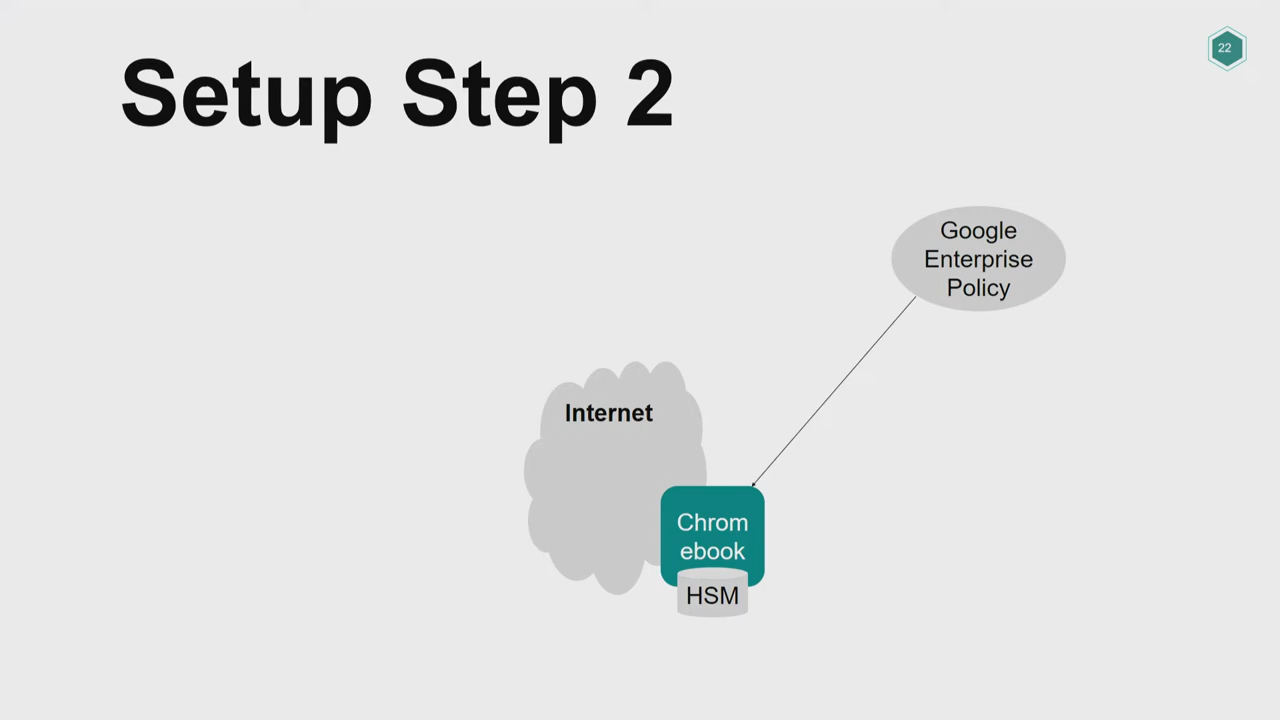 22
Setup Step 2
Google
Enterprise
Policy
Internet
Chrom
ebook
HSM